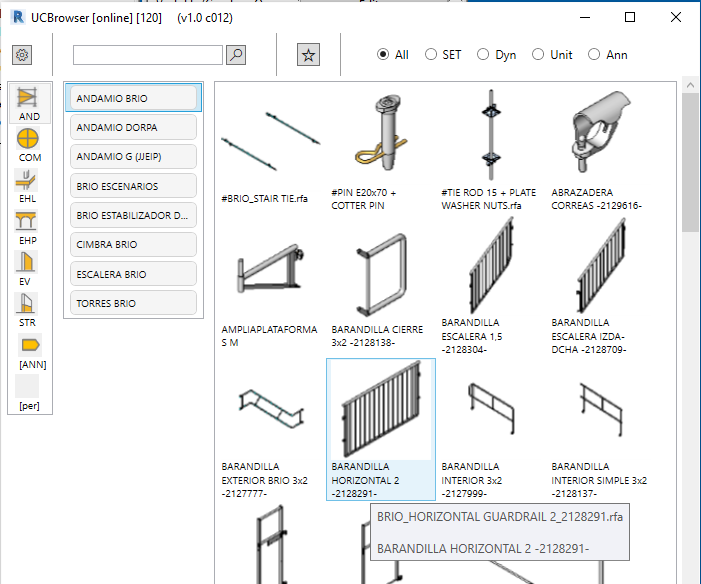 UCBrowser [online] [120] (v1.0 c012)
All SET Dyn Unit Ann
AND
COM
EHL
EHP
EV
STR
[ANN]
[per]
ANDAMIO BRIO
ANDAMIO DORPA
ANDAMIO G (JJEIP)
BRIO ESCENARIOS
BRIO ESTABILIZADOR D...
CIMBRA BRIO
ESCALERA BRIO
TORRES BRIO
#BRIO_STAIR TIE.rfa
#PIN E20x70 +
COTTER PIN
#TIE ROD 15 + PLATE
WASHER NUTS.rfa
ABRAZADERA
CORREAS -2129616-
AMPLIAPLATAFORMA
S M
BARANDILLA CIERRE
3x2 -2128138-
BARANDILLA
ESCALERA 1,5
-2128304-
BARANDILLA
ESCALERA IZDA-
DCHA -2128709-
BARANDILLA
EXTERIOR BRIO 3x2
-2127777-
BARANDILLA
HORIZONTAL 2
-2128291-
BARANDILLA
INTERIOR 3x2
-2127999-
BARANDILLA
INTERIOR SIMPLE 3x2
-2128137-
BRIO_HORIZONTAL GUARDRAIL 2_2128291.rfa
BARANDILLA HORIZONTAL 2 -2128291-